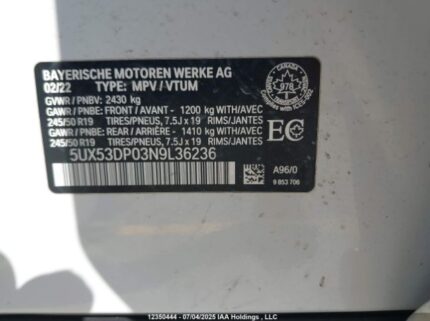 BAYERISCHE MOTOREN WERKE AG
02/22 TYPE: MPV / VTUM
GVWR / PNBV: 2430 kg
GAWR / PNBE: FRONT / AVANT - 1200 kg WITH/AVEC
245/50 R19 TIRES/PNEUS, 7.5J x 19 RIMS/JANTES
GAWR / PNBE: REAR / ARRIÈRE - 1410 kg WITH/AVEC
245/50 R19 TIRES/PNEUS, 7.5J x 19 RIMS/JANTES
5UX53DP03N9L36236
CANADA
978
TRANSPORT
EC
A96/0
9 853 706
12350444 - 07/04/2025 IAA Holdings , LLC